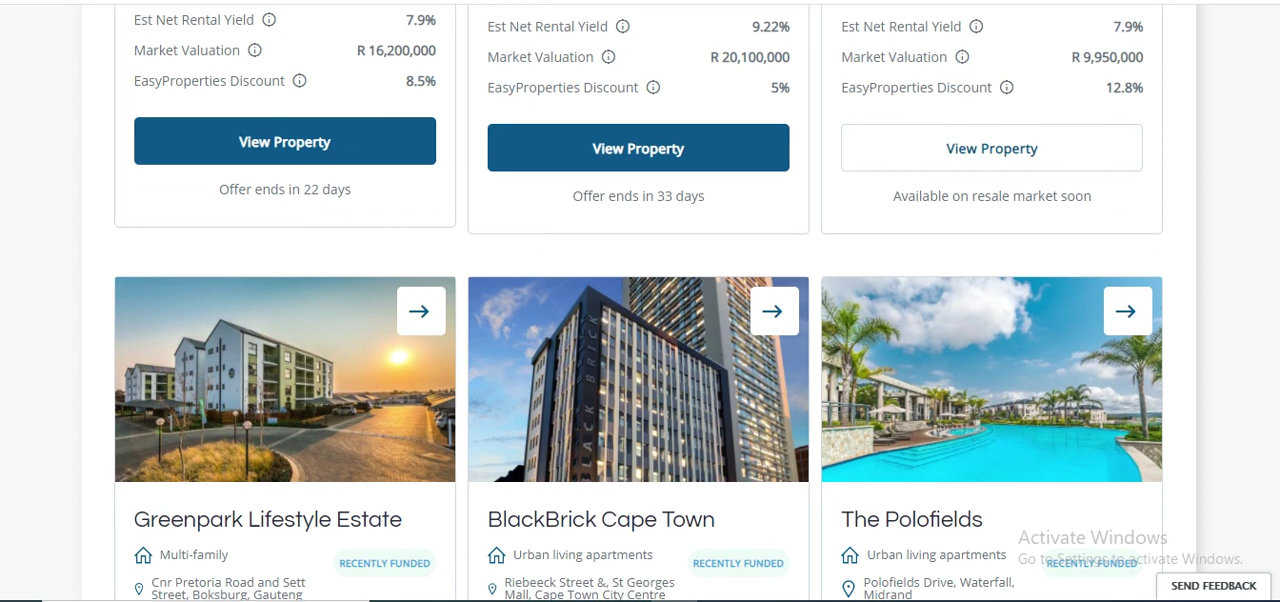 Est Net Rental Yield 7.9%
Market Valuation R 16,200,000
EasyProperties Discount 8.5%
View Property
Offer ends in 22 days
Est Net Rental Yield 9.22%
Market Valuation R 20,100,000
EasyProperties Discount 5%
View Property
Offer ends in 33 days
Est Net Rental Yield 7.9%
Market Valuation R 9,950,000
EasyProperties Discount 12.8%
View Property
Available on resale market soon
Greenpark Lifestyle Estate
Multi-family
RECENTLY FUNDED
Cnr Pretoria Road and Sett
Street, Boksburg, Gauteng
BLACK BRICK
BLACK BRICK
BlackBrick Cape Town
Urban living apartments
RECENTLY FUNDED
Riebeeck Street &, St Georges
Mall, Cape Town City Centre
The Polofields
Urban living apartments
RECENTLY FUNDED
Polofields Drive, Waterfall,
Midrand
Activate Windows
Go to Settings to activate Windows.
SEND FEEDBACK